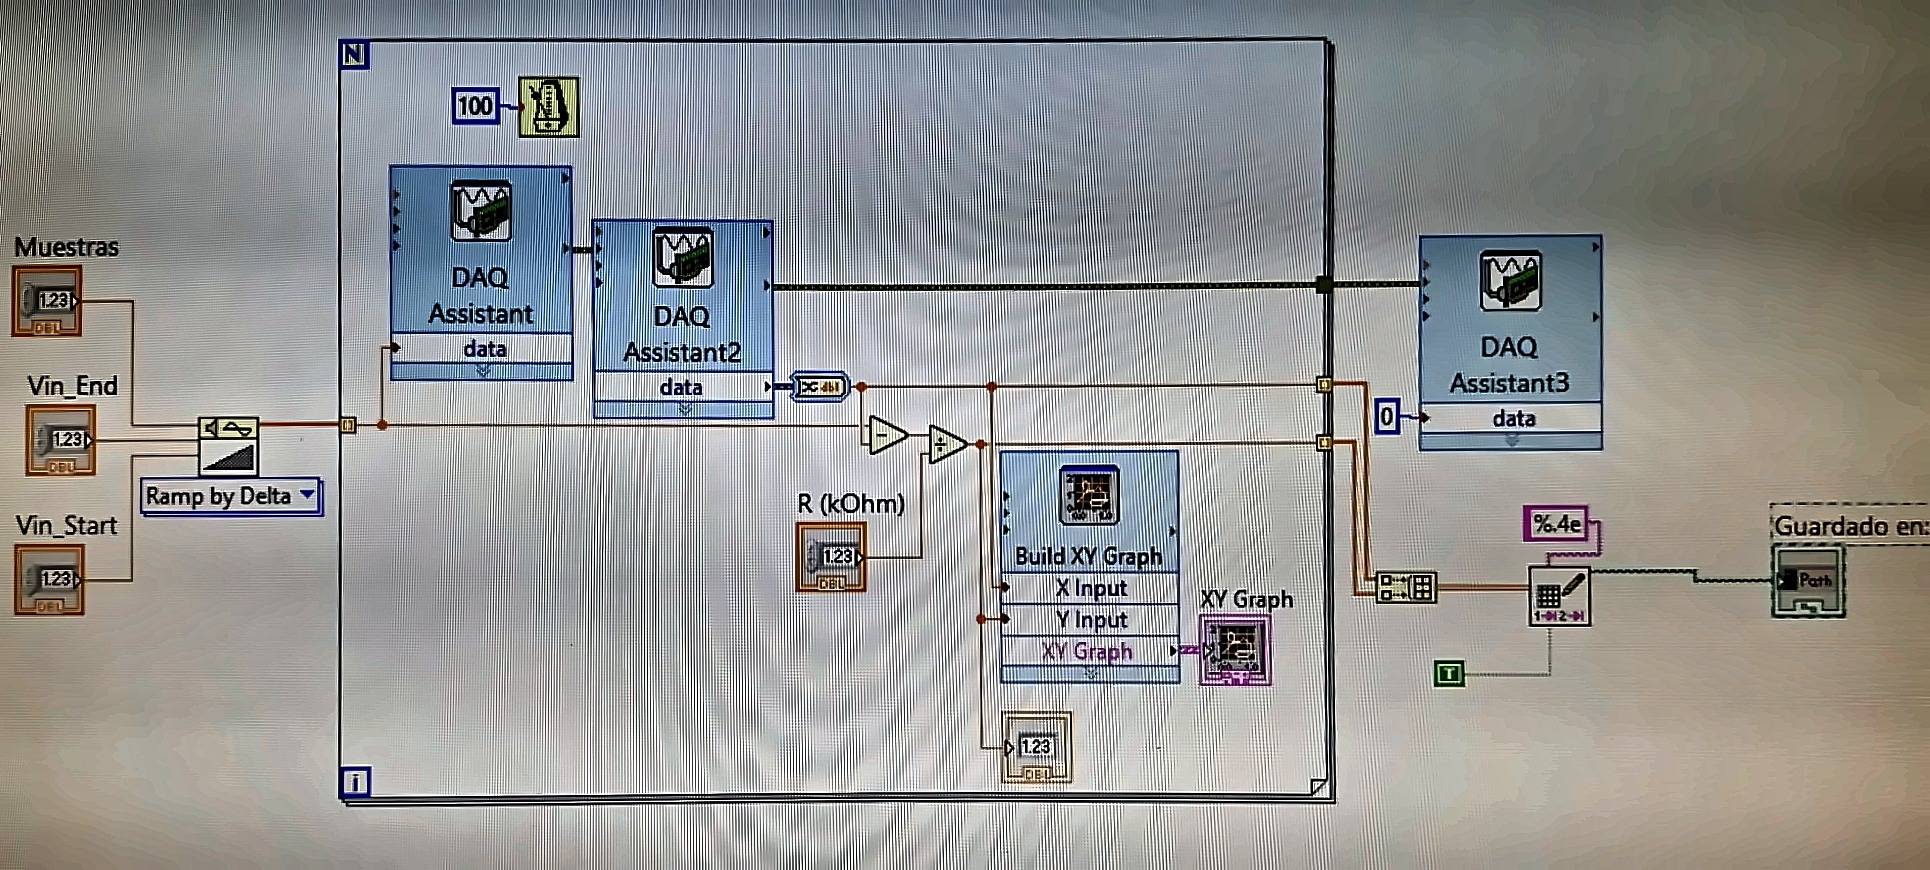 N
100
DAQ
Assistant
data
DAQ
Assistant2
data
dbl
Muestras
1.23
DBL
Vin_End
1.23
DBL
Vin_Start
1.23
DBL
Ramp by Delta
R (kOhm)
1.23
DBL
Build XY Graph
X Input
Y Input
XY Graph
XY Graph
1.23
DBL
i
DAQ
Assistant3
0
data
%.4e
Guardado en:
Path
T